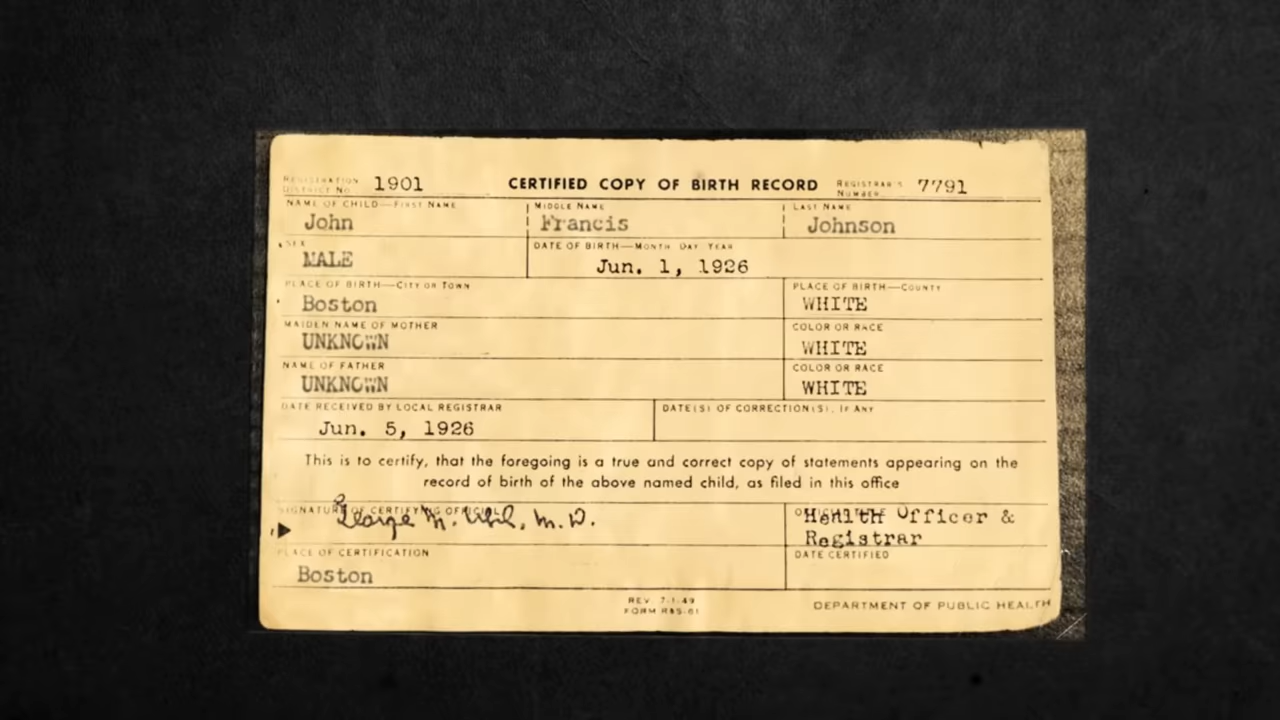 REGISTRATION DISTRICT NO. 1901 CERTIFIED COPY OF BIRTH RECORD REGISTRAR'S NUMBER 7791
NAME OF CHILD—FIRST NAME MIDDLE NAME LAST NAME
John Francis Johnson
SEX DATE OF BIRTH—MONTH DAY YEAR
MALE Jun. 1, 1926
PLACE OF BIRTH—CITY OR TOWN PLACE OF BIRTH—COUNTY
Boston WHITE
MAIDEN NAME OF MOTHER COLOR OR RACE
UNKNOWN WHITE
NAME OF FATHER COLOR OR RACE
UNKNOWN WHITE
DATE RECEIVED BY LOCAL REGISTRAR DATE(S) OF CORRECTION(S), IF ANY
Jun. 5, 1926
This is to certify, that the foregoing is a true and correct copy of statements appearing on the
record of birth of the above named child, as filed in this office
SIGNATURE OF CERTIFYING OFFICIAL
George M. M.D. Health Officer &
Registrar
PLACE OF CERTIFICATION DATE CERTIFIED
Boston
REV. 7-1-49
FORM R&S-61
DEPARTMENT OF PUBLIC HEALTH